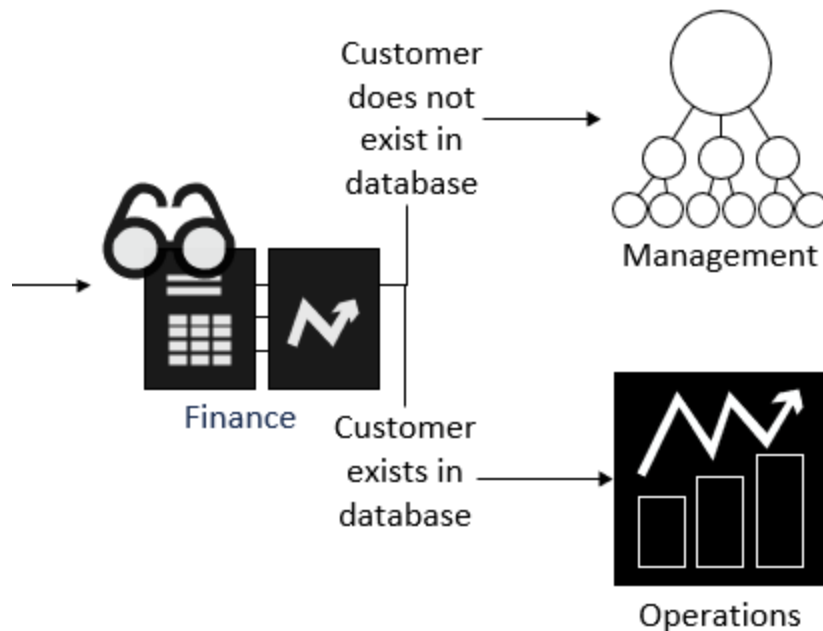 Customer
does not
exist in
database
Management
Finance
Customer
exists in
database
Operations